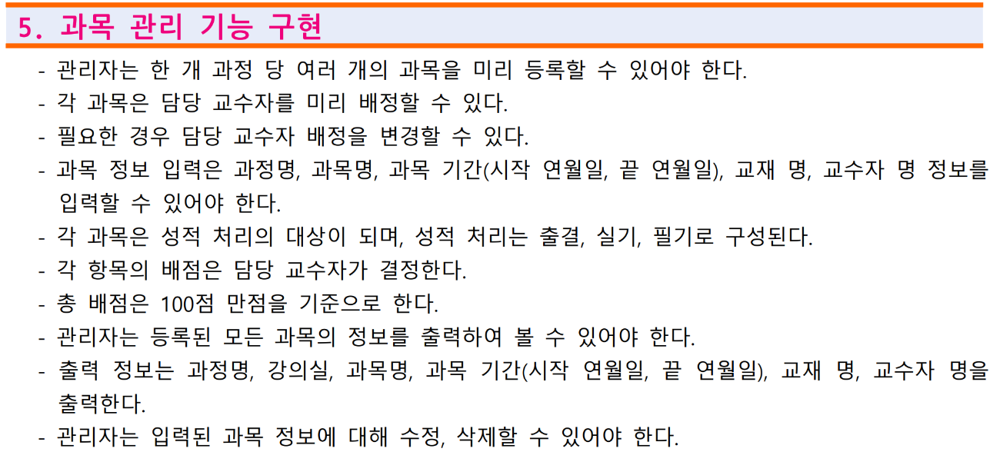 5. 과목 관리 기능 구현
- 관리자는 한 개 과정 당 여러 개의 과목을 미리 등록할 수 있어야 한다.
- 각 과목은 담당 교수자를 미리 배정할 수 있다.
- 필요한 경우 담당 교수자 배정을 변경할 수 있다.
- 과목 정보 입력은 과정명, 과목명, 과목 기간(시작 연월일, 끝 연월일), 교재 명, 교수자 명 정보를
입력할 수 있어야 한다.
- 각 과목은 성적 처리의 대상이 되며, 성적 처리는 출결, 실기, 필기로 구성된다.
- 각 항목의 배점은 담당 교수자가 결정한다.
- 총 배점은 100점 만점을 기준으로 한다.
- 관리자는 등록된 모든 과목의 정보를 출력하여 볼 수 있어야 한다.
- 출력 정보는 과정명, 강의실, 과목명, 과목 기간(시작 연월일, 끝 연월일), 교재 명, 교수자 명을
출력한다.
- 관리자는 입력된 과목 정보에 대해 수정, 삭제할 수 있어야 한다.